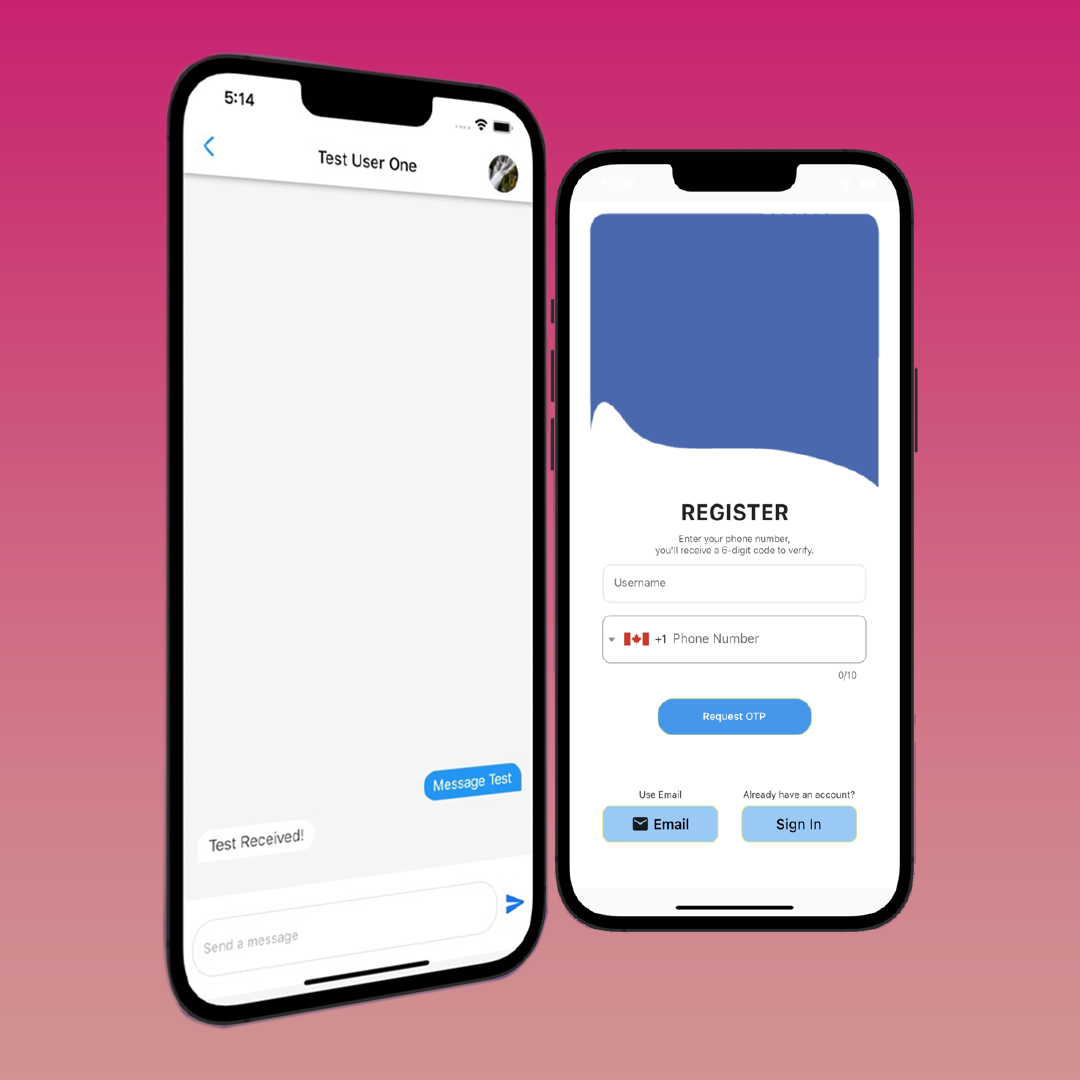 5:14
Test User One
Message Test
Test Received!
Send a message
REGISTER
Enter your phone number,
you'll receive a 6-digit code to verify.
Username
+1 Phone Number
0/10
Request OTP
Use Email
Already have an account?
Email
Sign In